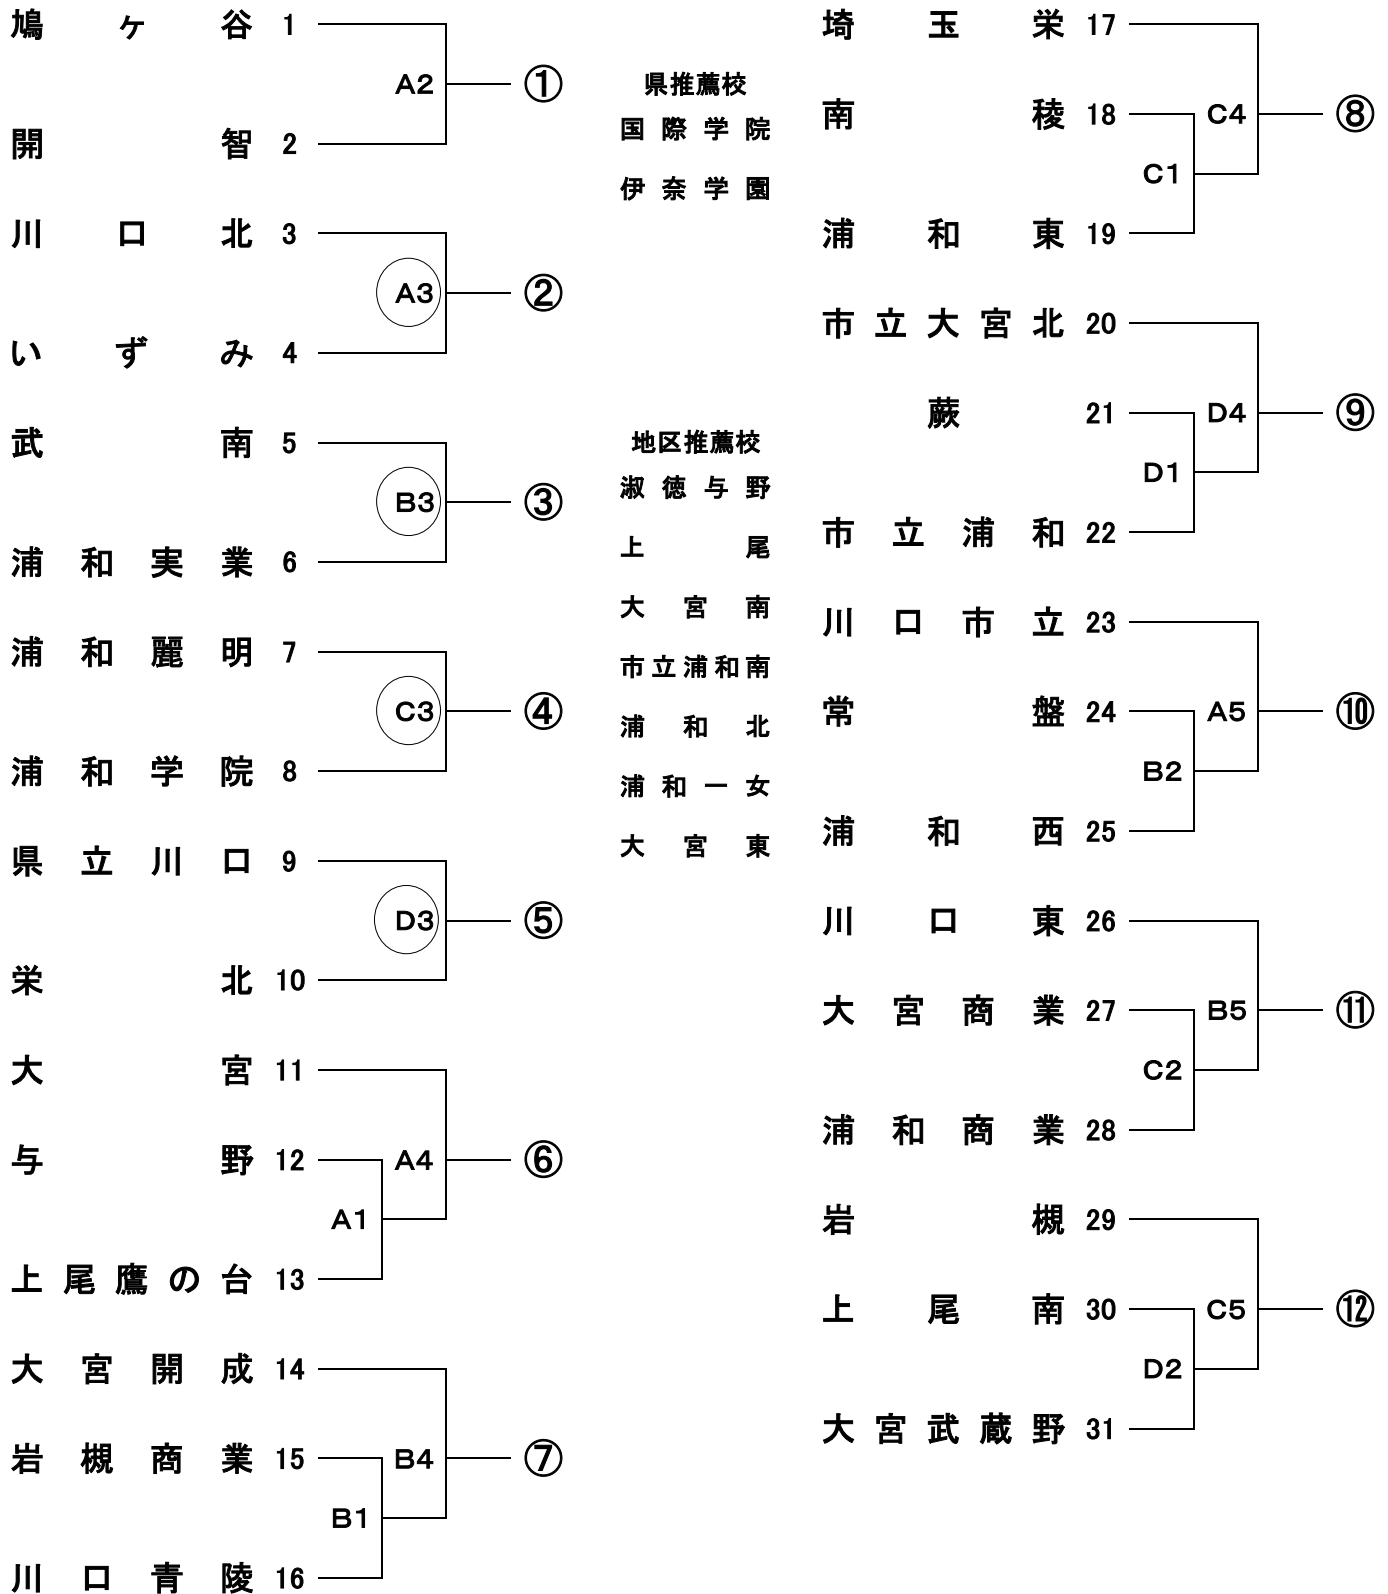 鳩ヶ谷 1
A2 ①
開智 2
川口北 3
A3 ②
いずみ 4
武南 5
B3 ③
浦和実業 6
浦和麗明 7
C3 ④
浦和学院 8
県立川口 9
D3 ⑤
栄北 10
大宮 11
与野 12 A4 ⑥
A1
上尾鷹の台 13
大宮開成 14
岩槻商業 15 B4 ⑦
B1
川口青陵 16
県推薦校
国際学院
伊奈学園
地区推薦校
淑徳与野
上尾
大宮南
市立浦和南
浦和北
浦和一女
大宮東
埼玉栄 17
南稜 18 C4 ⑧
C1
浦和東 19
市立大宮北 20
蕨 21 D4 ⑨
D1
市立浦和 22
川口市立 23
常盤 24 A5 ⑩
B2
浦和西 25
川口東 26
大宮商業 27 B5 ⑪
C2
浦和商業 28
岩槻 29
上尾南 30 C5 ⑫
D2
大宮武蔵野 31